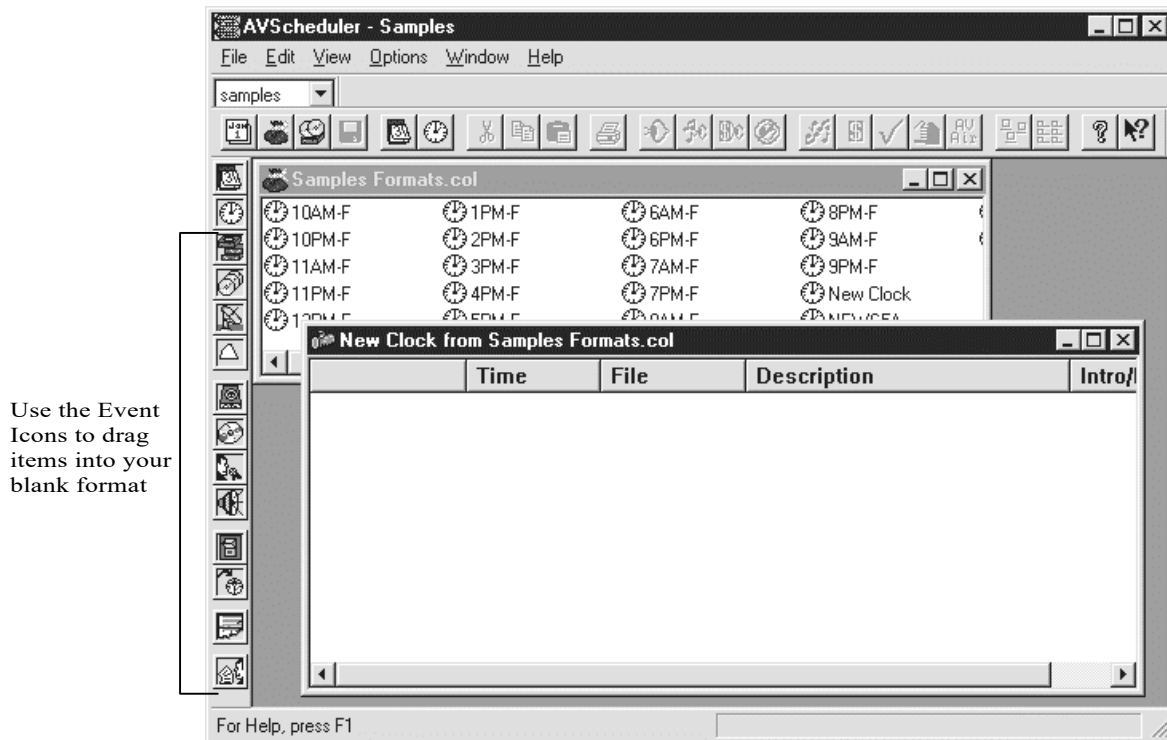 AVScheduler - Samples
File Edit View Options Window Help
samples
Samples Formats.col
10AM-F 1PM-F 6AM-F 8PM-F
10PM-F 2PM-F 6PM-F 9AM-F
11AM-F 3PM-F 7AM-F 9PM-F
11PM-F 4PM-F 7PM-F New Clock
New Clock from Samples Formats.col
Time File Description Intro/
Use the Event
Icons to drag
items into your
blank format
For Help, press F1